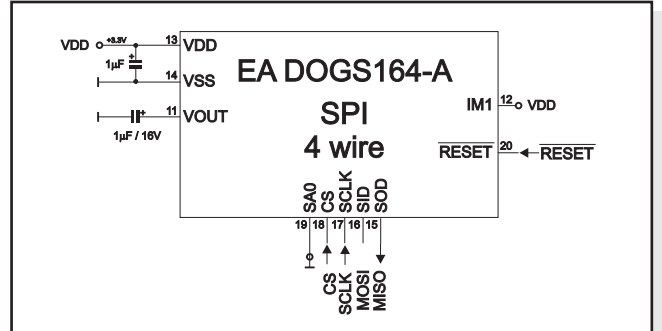 VDD +3.3V 13 VDD
1µF
14 VSS
11 VOUT
1µF / 16V
EA DOGS164-A
SPI
4 wire
IM1 12 VDD
RESET 20 RESET
SA0 CS SCLK SID SOD
19 18 17 16 15
CS SCLK MOSI MISO